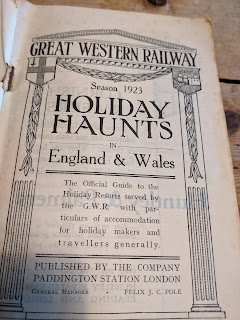 GREAT WESTERN RAILWAY
Season 1923
HOLIDAY
HAUNTS
IN
England & Wales
The Official Guide to the
Holiday Resorts served by
the G.W.R. with par-
ticulars of accommodation
for holiday makers and
travellers generally.
PUBLISHED BY THE COMPANY
PADDINGTON STATION LONDON
GENERAL MANAGER - FELIX J. C. POLE